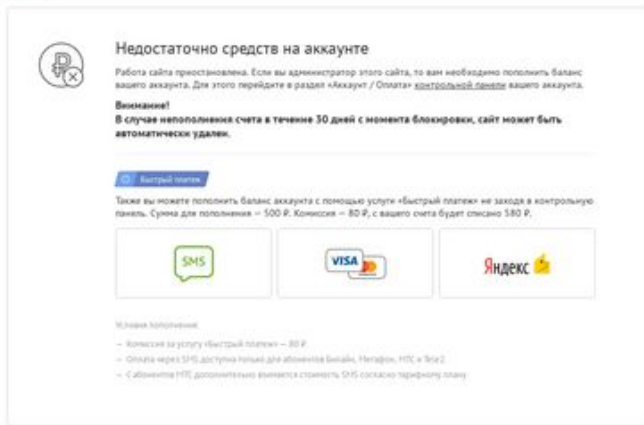 Недостаточно средств на аккаунте
Работа сайта приостановлена. Если вы администратор этого сайта, то вам необходимо пополнить баланс
вашего аккаунта. Для этого перейдите в раздел «Аккаунт / Оплата» контрольной панели вашего аккаунта.
Внимание!
В случае непополнения счета в течение 30 дней с момента блокировки, сайт может быть
автоматически удален.
Быстрый платеж
Также вы можете пополнить баланс аккаунта с помощью услуги «Быстрый платеж» не заходя в контрольную
панель. Сумма для пополнения — 500 ₽. Комиссия — 80 ₽, с вашего счета будет списано 580 ₽.
SMS
VISA
Яндекс
Условия пополнения:
— Комиссия за услугу «Быстрый платеж» — 80 ₽
— Оплата через SMS доступна только для абонентов Билайн, Мегафон, МТС и Теле2
— С абонентов МТС дополнительно взимается стоимость SMS согласно тарифному плану